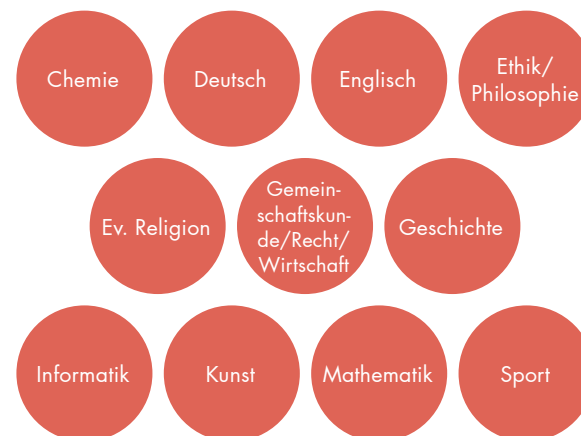 Chemie
Deutsch
Englisch
Ethik/
Philosophie
Ev. Religion
Gemein-
schaftskun-
de/Recht/
Wirtschaft
Geschichte
Informatik
Kunst
Mathematik
Sport